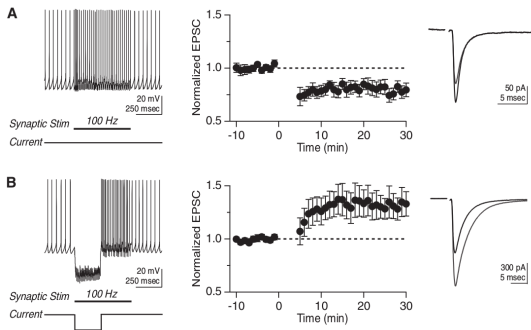 A
20 mV
250 msec
Synaptic Stim
100 Hz
Current
Normalized EPSC
1.5
1.0
0.5
-10
0
10
20
30
Time (min)
50 pA
5 msec
B
20 mV
250 msec
Synaptic Stim
100 Hz
Current
Normalized EPSC
1.5
1.0
0.5
-10
0
10
20
30
Time (min)
300 pA
5 msec